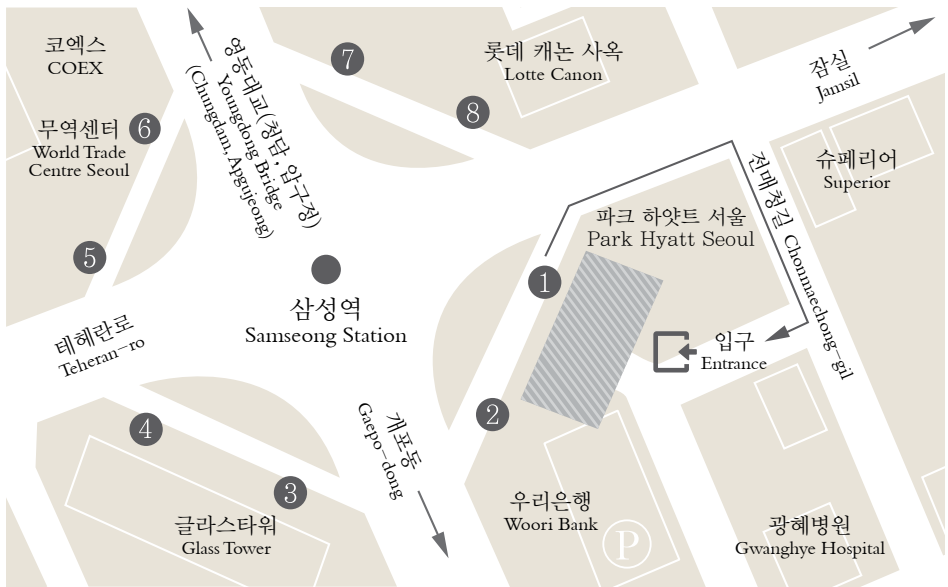 코엑스
COEX
무역센터
World Trade
Centre Seoul
6
5
영동대교(청담,압구정)
Youngdong Bridge
(Chungdam, Apgujeong)
7
8
롯데 캐논 사옥
Lotte Canon
잠실
Jamsil
슈페리어
Superior
전매청길 Chonmaechong-gil
파크 하얏트 서울
Park Hyatt Seoul
1
입구
Entrance
삼성역
Samseong Station
테헤란로
Teheran-ro
2
4
3
글라스타워
Glass Tower
개포동
Gaepo-dong
우리은행
Woori Bank
P
광혜병원
Gwanghye Hospital